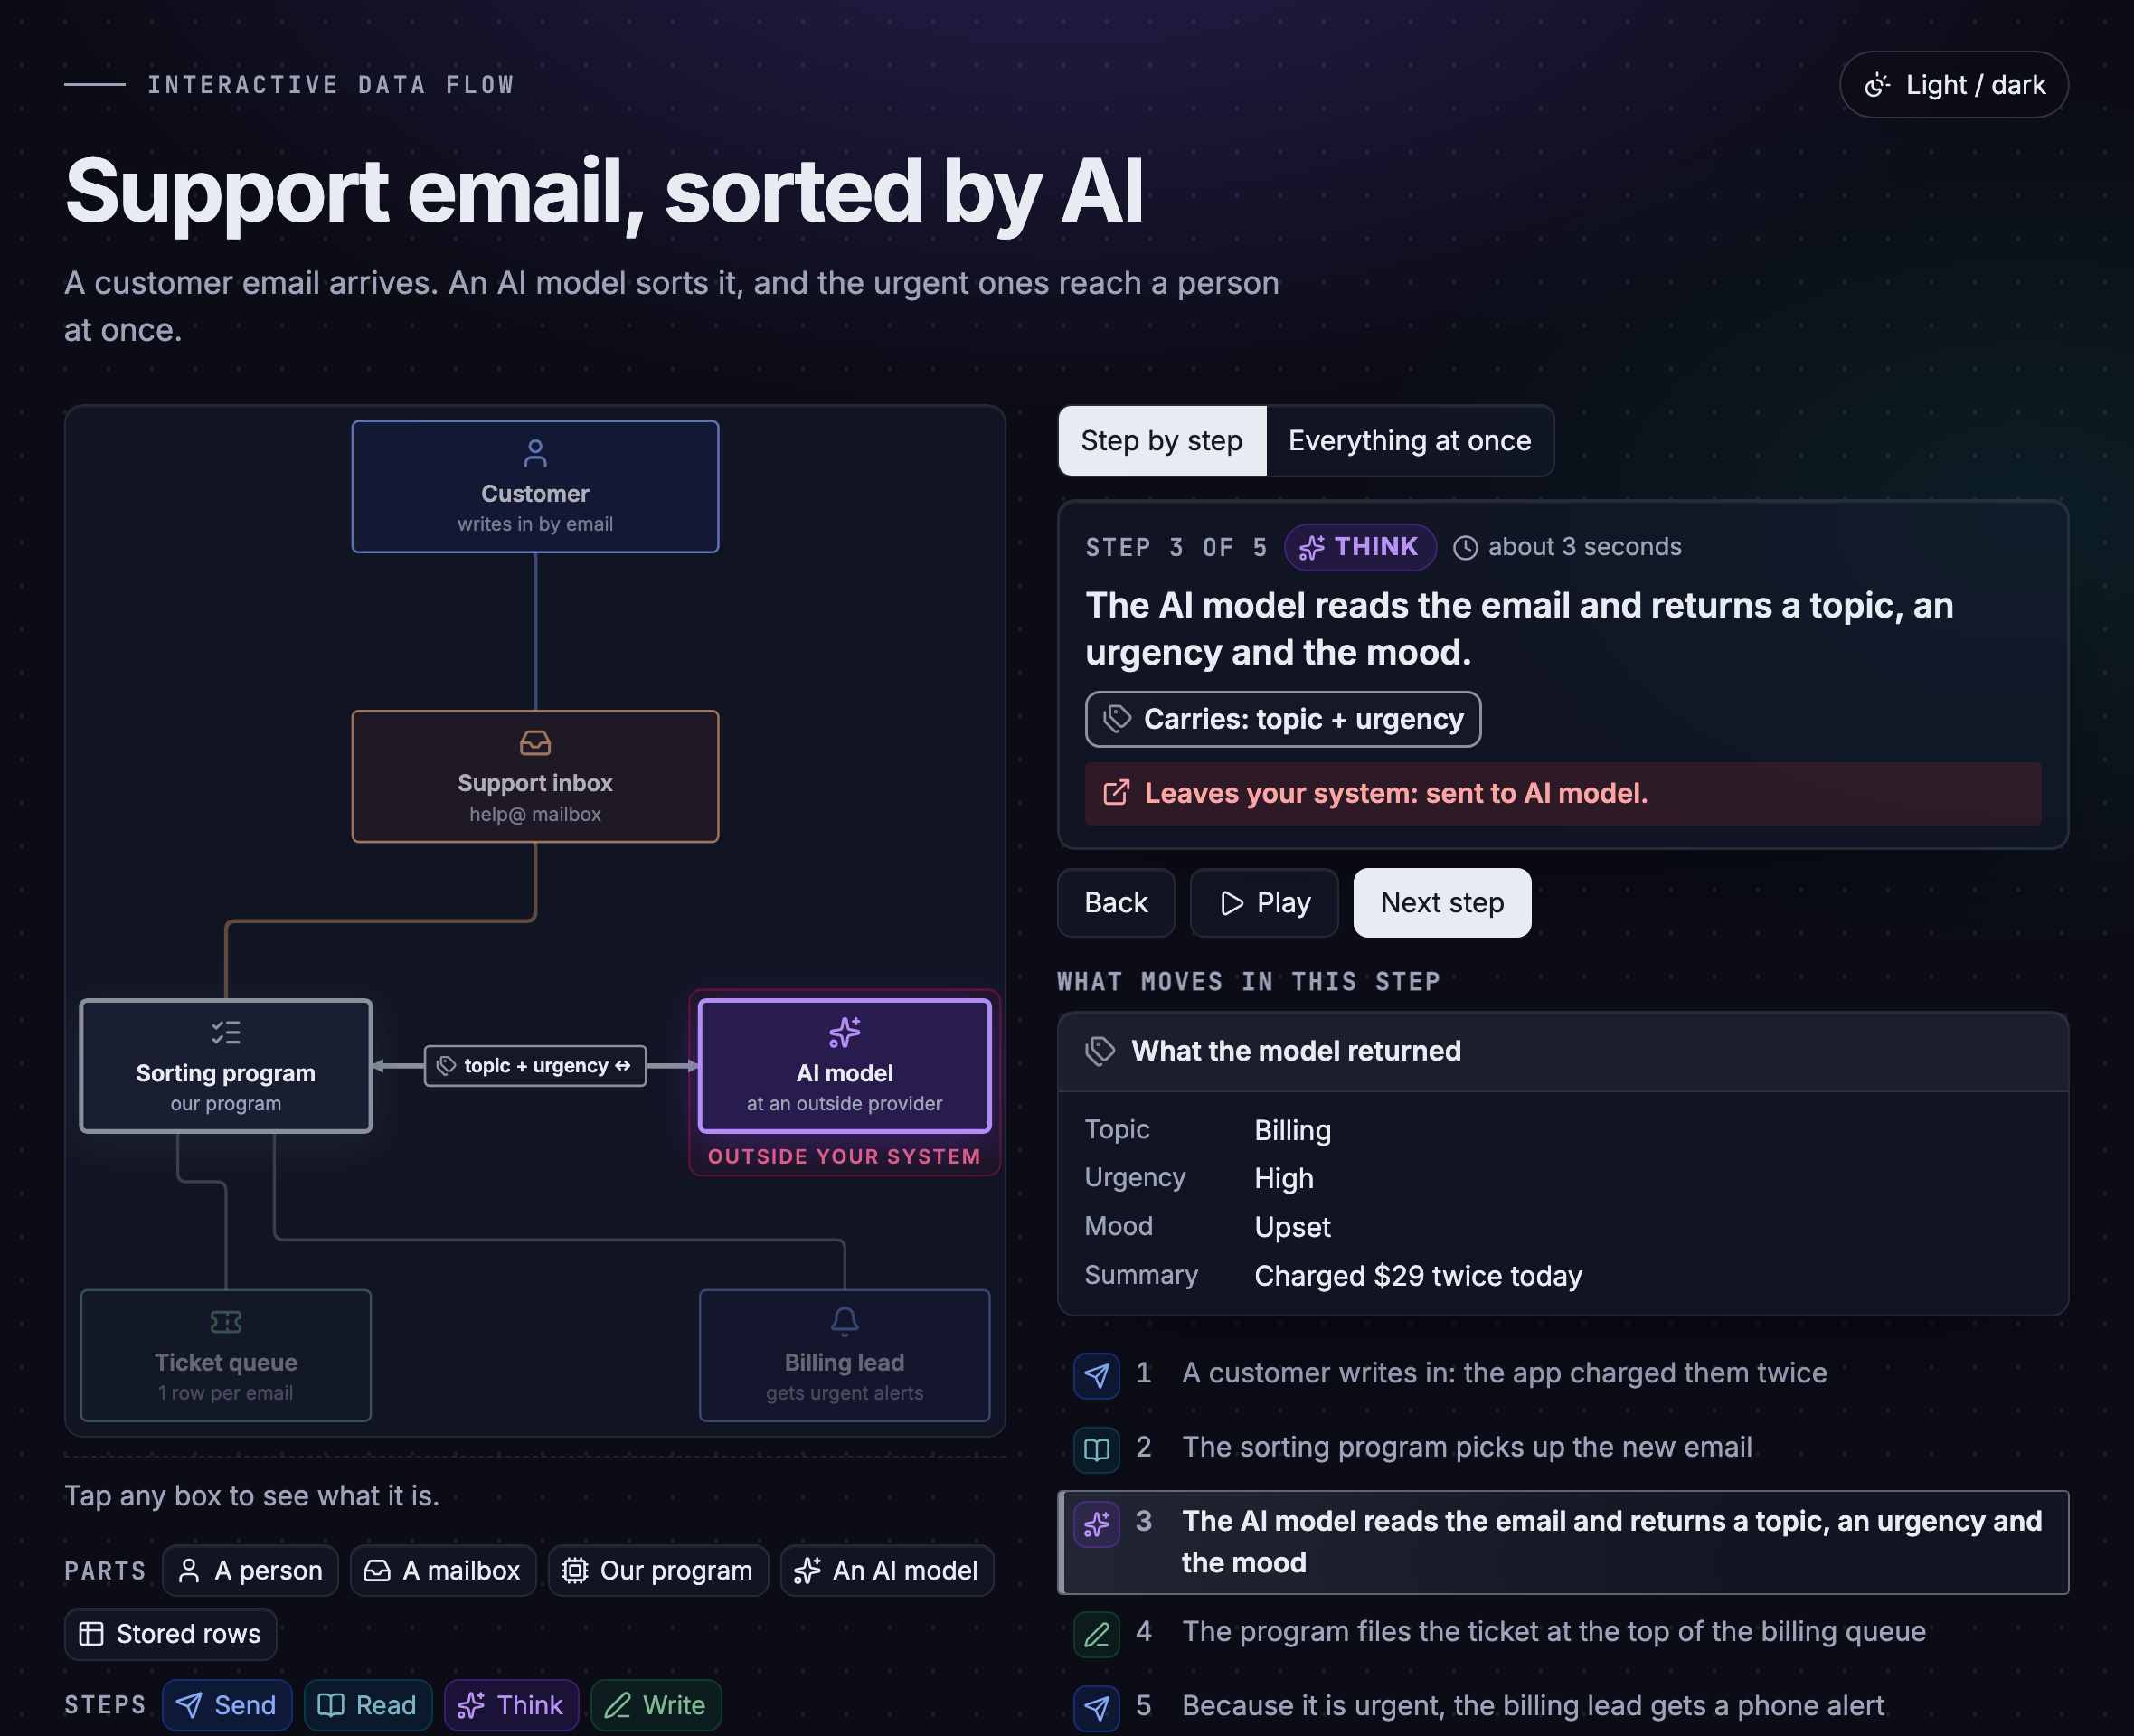 INTERACTIVE DATA FLOW
Light / dark
Support email, sorted by AI
A customer email arrives. An AI model sorts it, and the urgent ones reach a person
at once.
Customer
writes in by email
Support inbox
help@ mailbox
Sorting program
our program
topic + urgency ↔
AI model
at an outside provider
OUTSIDE YOUR SYSTEM
Ticket queue
1 row per email
Billing lead
gets urgent alerts
Tap any box to see what it is.
PARTS A person A mailbox Our program An AI model
Stored rows
STEPS Send Read Think Write
Step by step Everything at once
STEP 3 OF 5 THINK about 3 seconds
The AI model reads the email and returns a topic, an
urgency and the mood.
Carries: topic + urgency
Leaves your system: sent to AI model.
Back Play Next step
WHAT MOVES IN THIS STEP
What the model returned
Topic Billing
Urgency High
Mood Upset
Summary Charged $29 twice today
1 A customer writes in: the app charged them twice
2 The sorting program picks up the new email
3 The AI model reads the email and returns a topic, an urgency and
the mood
4 The program files the ticket at the top of the billing queue
5 Because it is urgent, the billing lead gets a phone alert